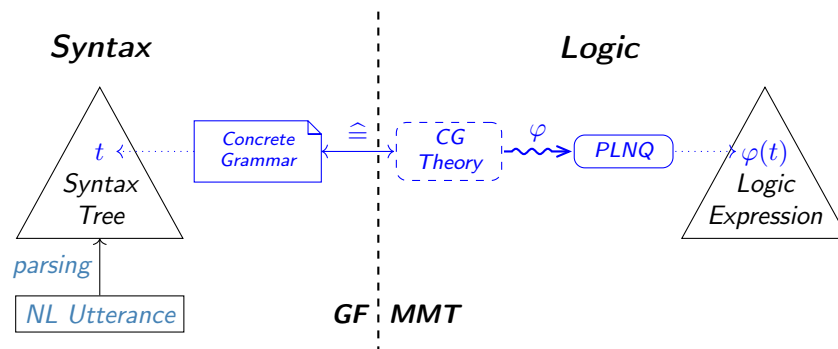 Syntax
Logic
Concrete
Grammar
≙
CG
Theory
φ
PLNQ
t
Syntax
Tree
φ(t)
Logic
Expression
parsing
NL Utterance
GF
MMT